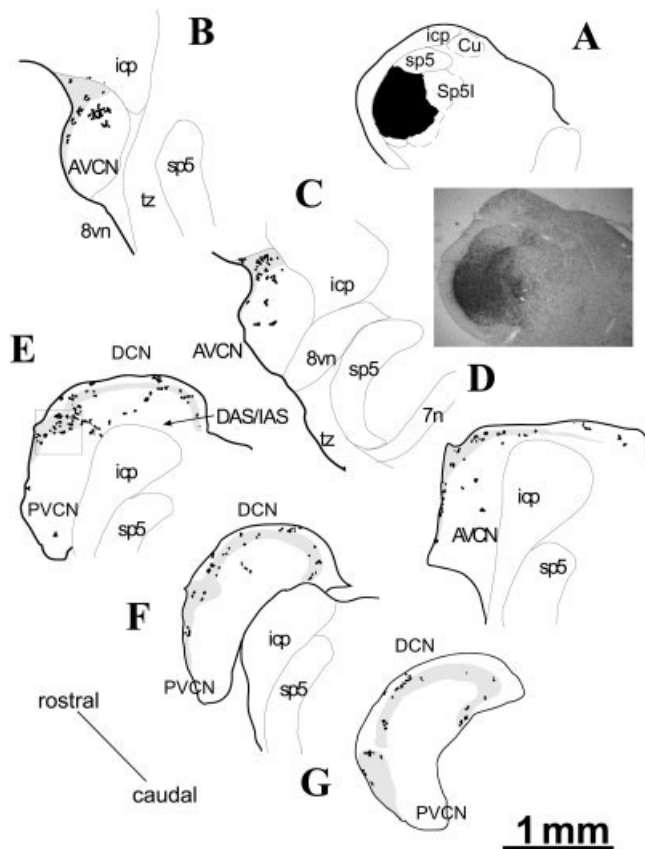 B
A
icp
icp
Cu
sp5
Sp5I
AVCN
sp5
tz
8vn
C
icp
E
DCN
AVCN
8vn
sp5
D
DAS/IAS
7n
tz
icp
PVCN
sp5
DCN
icp
AVCN
sp5
F
icp
DCN
PVCN
sp5
rostral
caudal
G
PVCN
1 mm